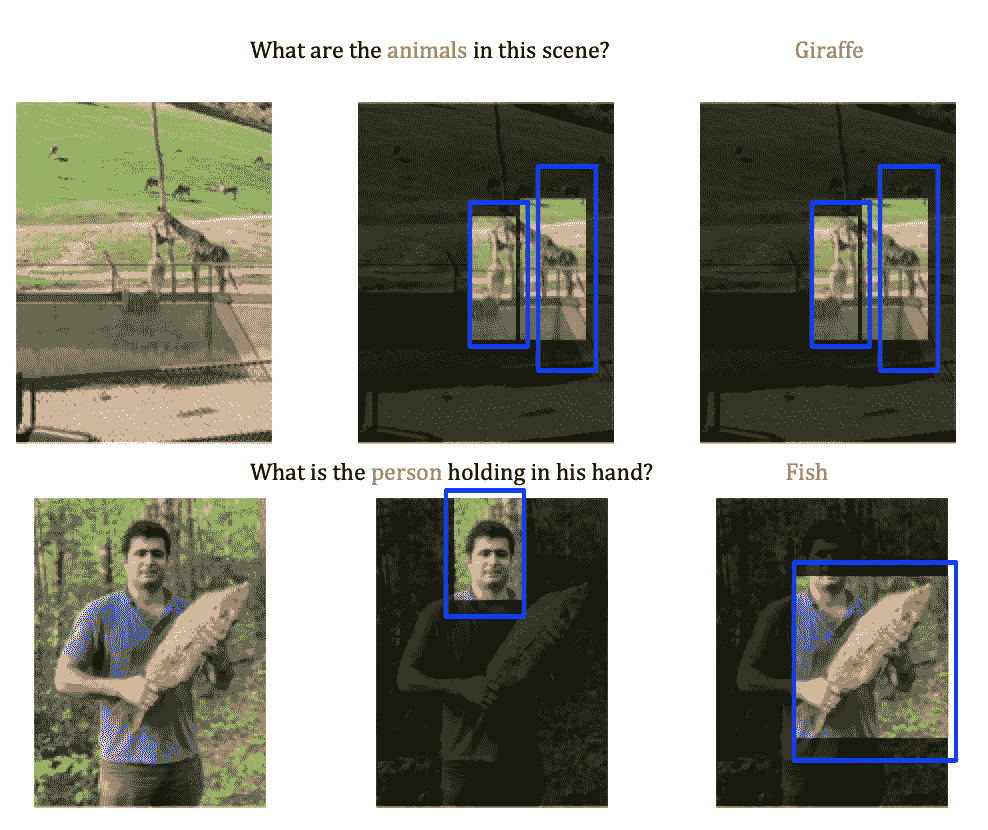 What are the animals in this scene?
Giraffe
What is the person holding in his hand?
Fish